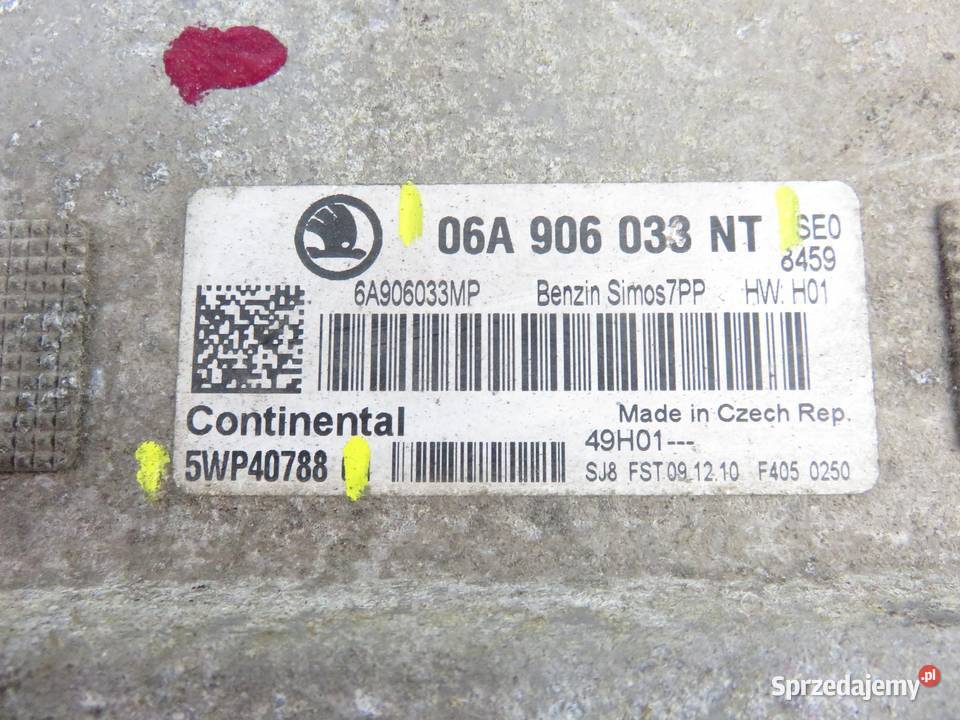 06A 906 033 NT SE0
8459
6A906033MP Benzin Simos7PP HW: H01
Continental Made in Czech Rep.
49H01---
5WP40788 SJ8 FST 09.12.10 F405 0250
Sprzedajemy.pl